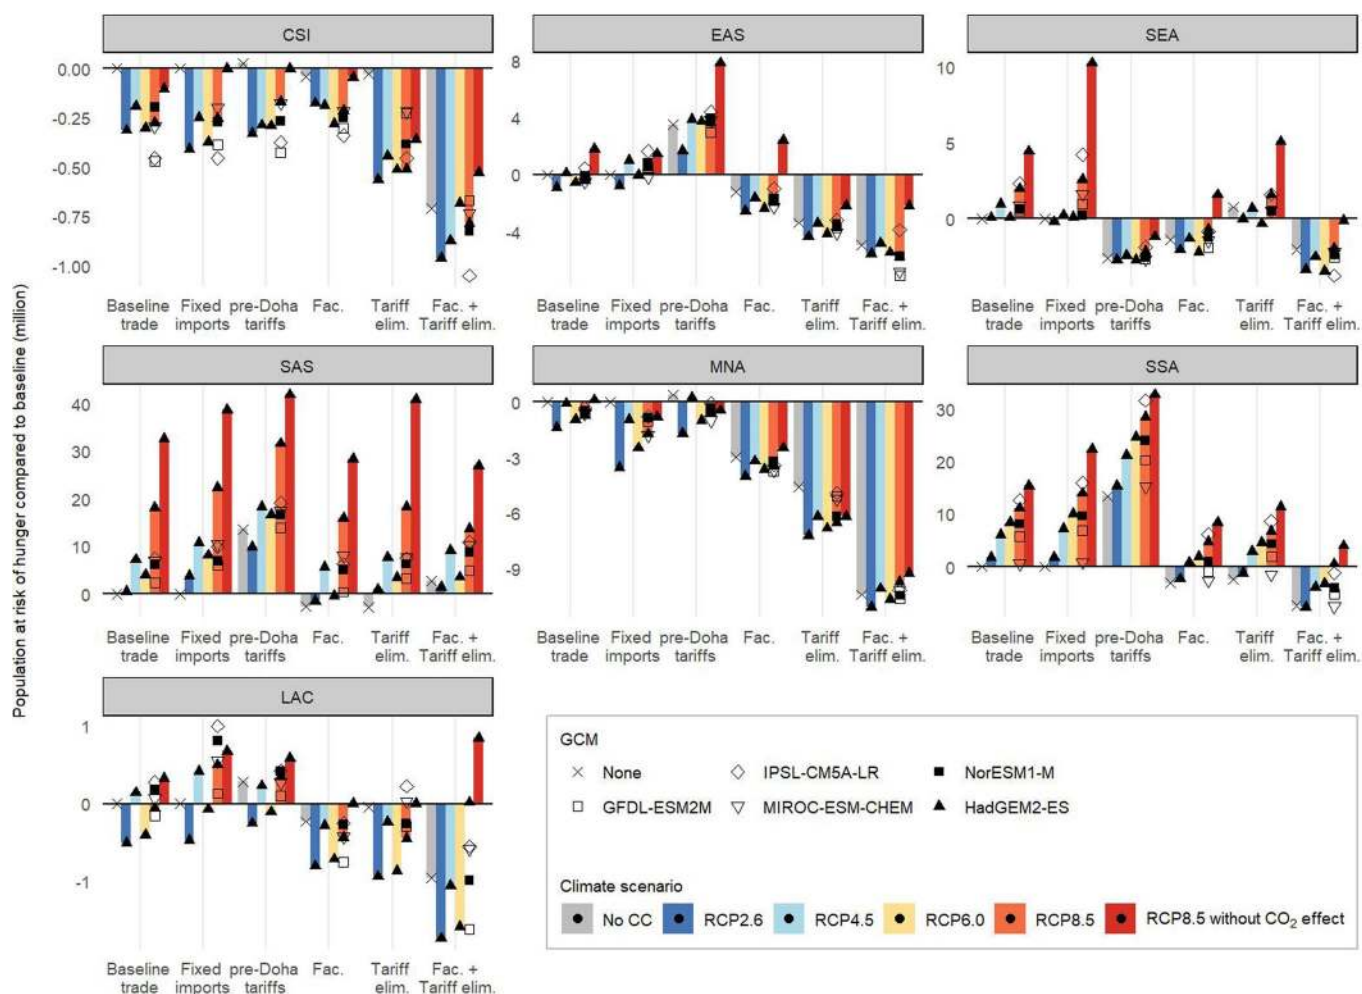 CSI
EAS
SEA
0.00
-0.25
-0.50
-0.75
-1.00
8
4
0
-4
10
5
0
Baseline trade
Fixed imports
pre-Doha tariffs
Fac.
Tariff elim.
Fac. + Tariff elim.
Baseline trade
Fixed imports
pre-Doha tariffs
Fac.
Tariff elim.
Fac. + Tariff elim.
Baseline trade
Fixed imports
pre-Doha tariffs
Fac.
Tariff elim.
Fac. + Tariff elim.
Population at risk of hunger compared to baseline (million)
SAS
MNA
SSA
40
30
20
10
0
0
-3
-6
-9
30
20
10
0
Baseline trade
Fixed imports
pre-Doha tariffs
Fac.
Tariff elim.
Fac. + Tariff elim.
Baseline trade
Fixed imports
pre-Doha tariffs
Fac.
Tariff elim.
Fac. + Tariff elim.
Baseline trade
Fixed imports
pre-Doha tariffs
Fac.
Tariff elim.
Fac. + Tariff elim.
LAC
1
0
-1
Baseline trade
Fixed imports
pre-Doha tariffs
Fac.
Tariff elim.
Fac. + Tariff elim.
GCM
None
IPSL-CM5A-LR
NorESM1-M
GFDL-ESM2M
MIROC-ESM-CHEM
HadGEM2-ES
Climate scenario
No CC
RCP2.6
RCP4.5
RCP6.0
RCP8.5
RCP8.5 without CO₂ effect